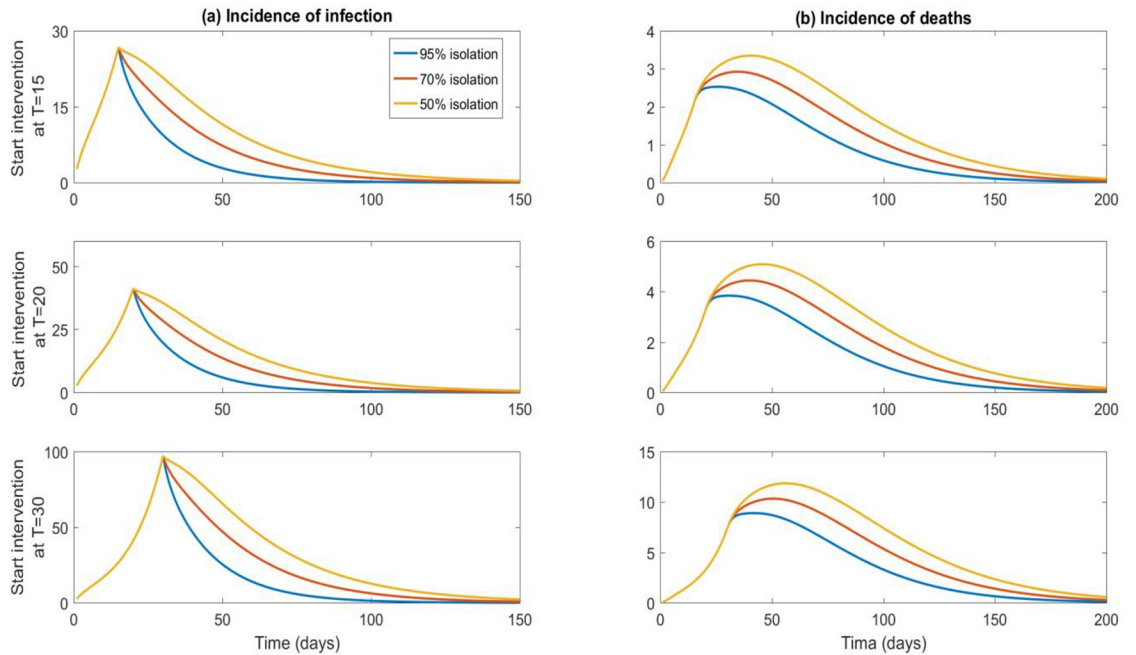 (a) Incidence of infection
(b) Incidence of deaths
Start intervention
at T=15
30
15
0
0 50 100 150
95% isolation
70% isolation
50% isolation
4
3
2
1
0
0 50 100 150 200
Start intervention
at T=20
50
25
0
0 50 100 150
6
4
2
0
0 50 100 150 200
Start intervention
at T=30
100
50
0
0 50 100 150
Time (days)
15
10
5
0
0 50 100 150 200
Tima (days)